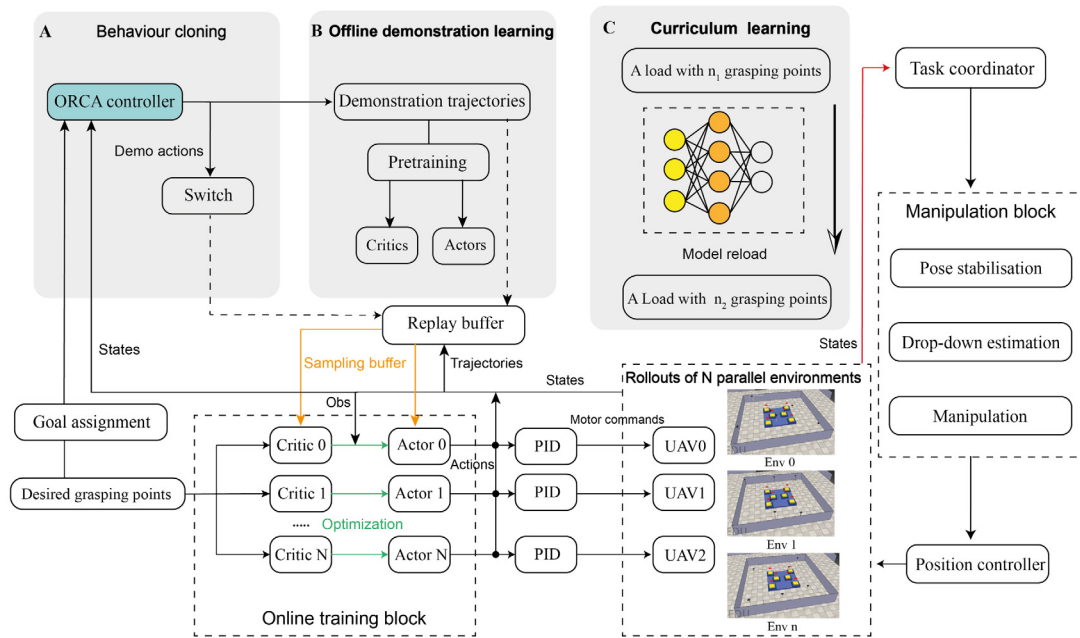 A
Behaviour cloning
ORCA controller
Demo actions
Switch
B
Offline demonstration learning
Demonstration trajectories
Pretraining
Critics
Actors
C
Curriculum learning
A load with n1 grasping points
Model reload
A Load with n2 grasping points
Task coordinator
Manipulation block
Pose stabilisation
Drop-down estimation
Manipulation
Position controller
States
Replay buffer
Sampling buffer
Trajectories
States
Obs
States
Goal assignment
Desired grasping points
Critic 0
Actor 0
Critic 1
Actor 1
.....
Optimization
Critic N
Actor N
Online training block
Actions
PID
PID
PID
Motor commands
Rollouts of N parallel environments
UAV0
UAV1
UAV2
EDU
Env 0
EDU
Env 1
EDU
Env n